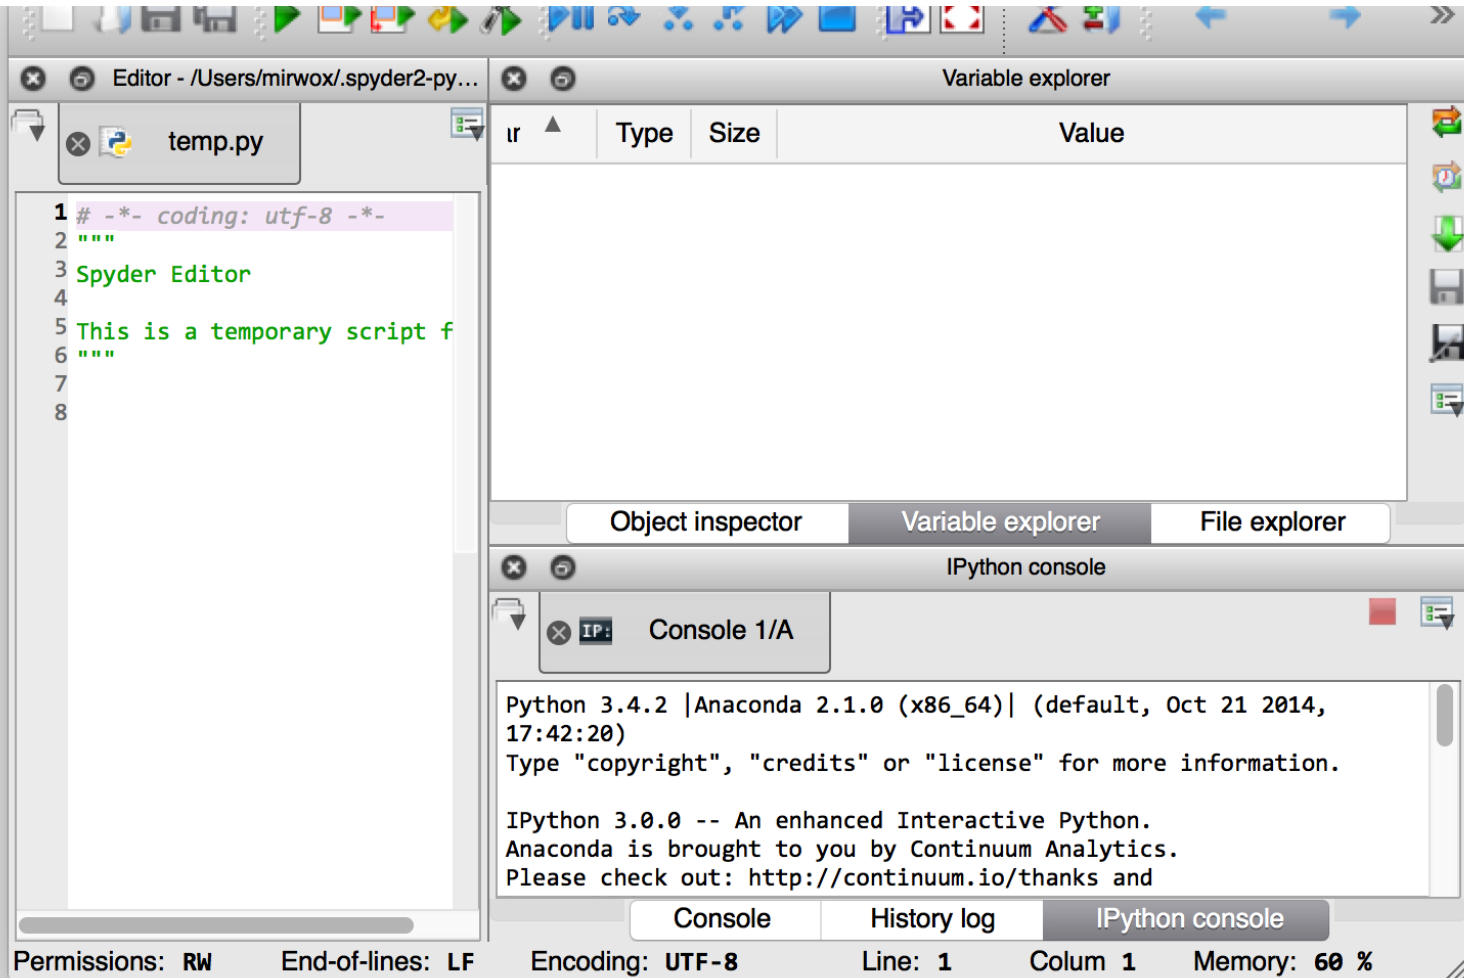 Editor - /Users/mirwox/.spyder2-py...
temp.py
1 # -*- coding: utf-8 -*-
2 """
3 Spyder Editor
4
5 This is a temporary script f
6 """
7
8
Variable explorer
ar Type Size Value
Object inspector Variable explorer File explorer
IPython console
IP: Console 1/A
Python 3.4.2 |Anaconda 2.1.0 (x86_64)| (default, Oct 21 2014,
17:42:20)
Type "copyright", "credits" or "license" for more information.
IPython 3.0.0 -- An enhanced Interactive Python.
Anaconda is brought to you by Continuum Analytics.
Please check out: http://continuum.io/thanks and
Console History log IPython console
Permissions: RW End-of-lines: LF Encoding: UTF-8 Line: 1 Colum 1 Memory: 60 %